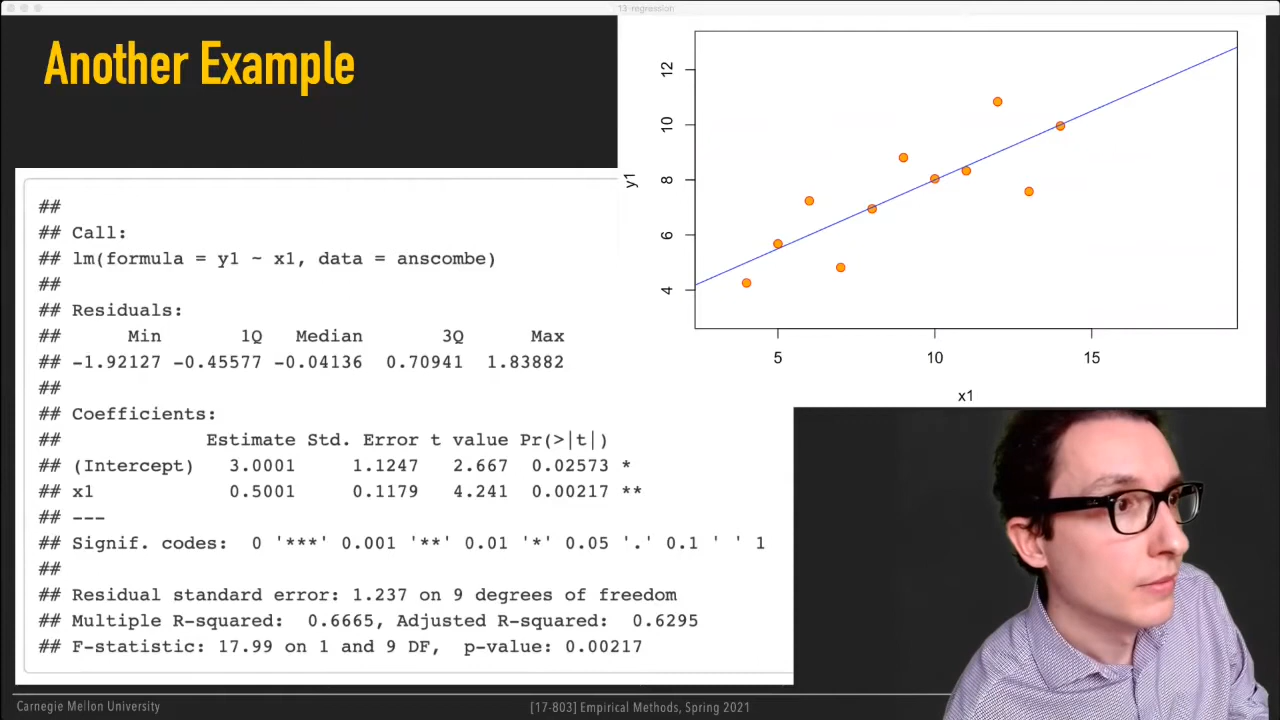 13-regression
Another Example
##
## Call:
## lm(formula = y1 ~ x1, data = anscombe)
##
## Residuals:
##      Min       1Q   Median       3Q      Max
## -1.92127 -0.45577 -0.04136  0.70941  1.83882
##
## Coefficients:
##             Estimate Std. Error t value Pr(>|t|)
## (Intercept)   3.0001     1.1247   2.667  0.02573 *
## x1            0.5001     0.1179   4.241  0.00217 **
## ---
## Signif. codes:  0 '***' 0.001 '**' 0.01 '*' 0.05 '.' 0.1 ' ' 1
##
## Residual standard error: 1.237 on 9 degrees of freedom
## Multiple R-squared:  0.6665, Adjusted R-squared:  0.6295
## F-statistic: 17.99 on 1 and 9 DF,  p-value: 0.00217
y1
12
10
8
6
4
5 10 15
x1
Carnegie Mellon University
[17-803] Empirical Methods, Spring 2021